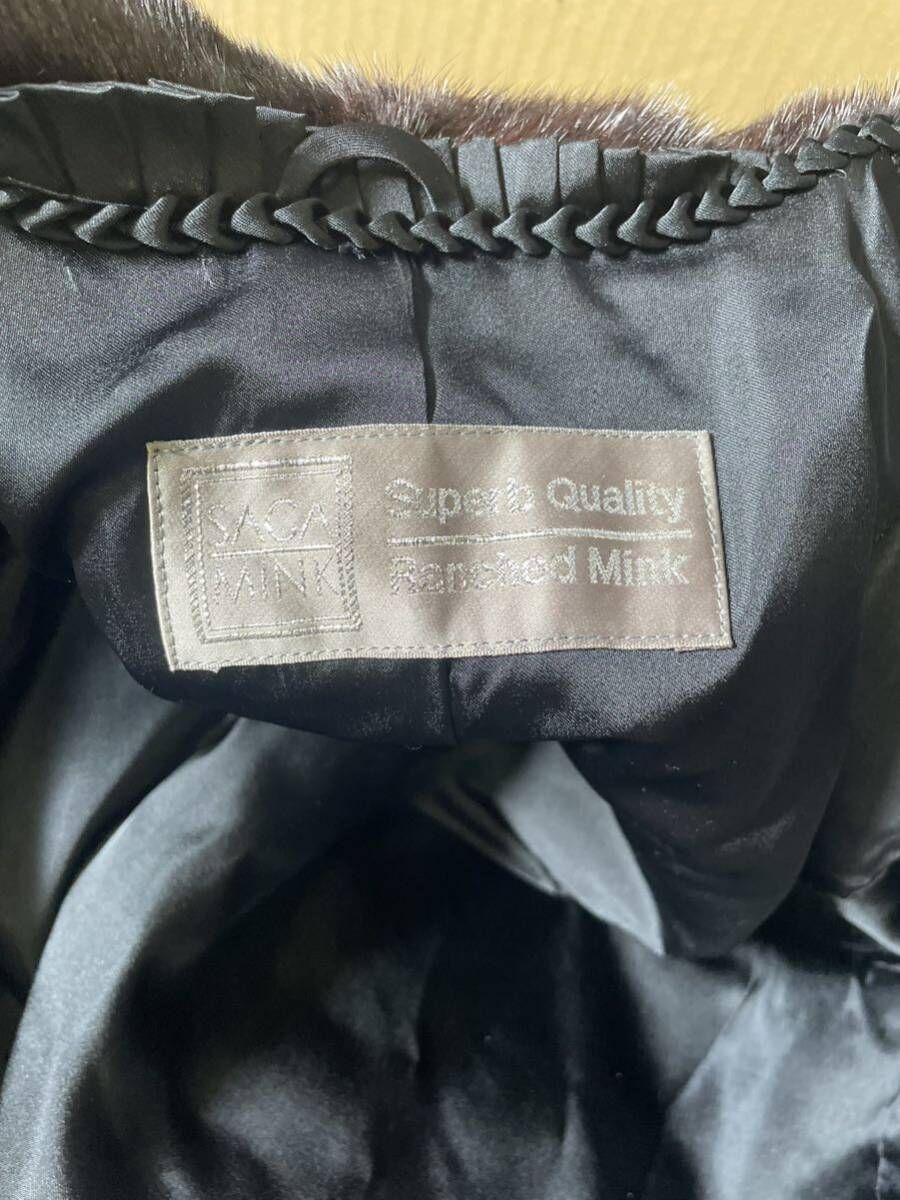 SAGA
MINK
Superb Quality
Ranched Mink